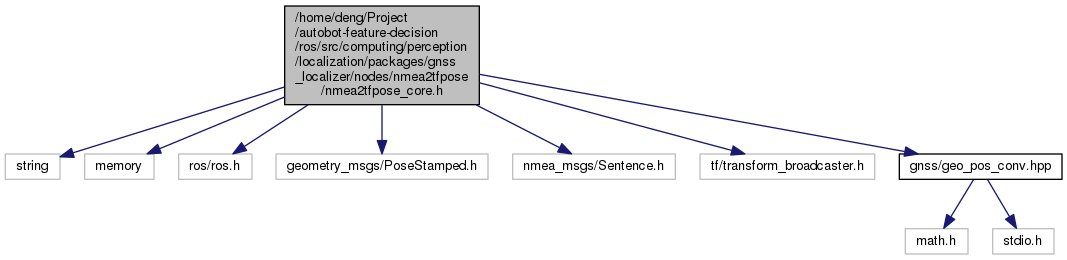 /home/deng/Project
/autobot-feature-decision
/ros/src/computing/perception
/localization/packages/gnss
_localizer/nodes/nmea2tfpose
/nmea2tfpose_core.h
string
memory
ros/ros.h
geometry_msgs/PoseStamped.h
nmea_msgs/Sentence.h
tf/transform_broadcaster.h
gnss/geo_pos_conv.hpp
math.h
stdio.h